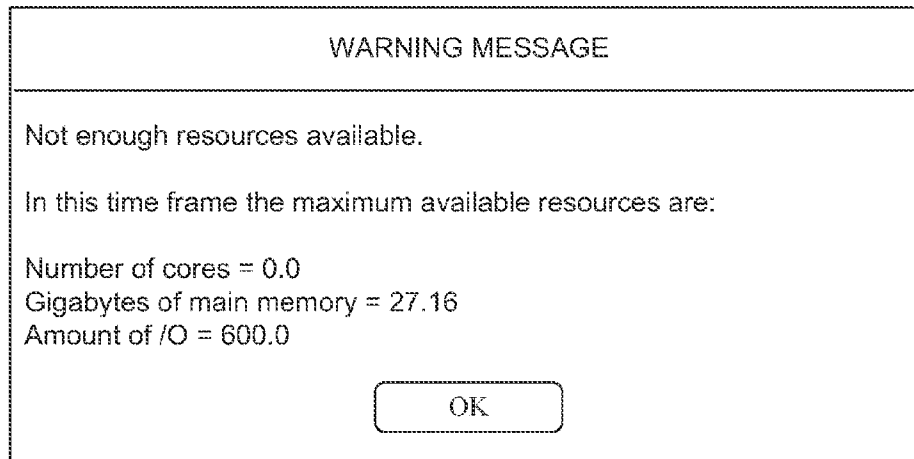 WARNING MESSAGE
Not enough resources available.
In this time frame the maximum available resources are:
Number of cores = 0.0
Gigabytes of main memory = 27.16
Amount of /O = 600.0
OK